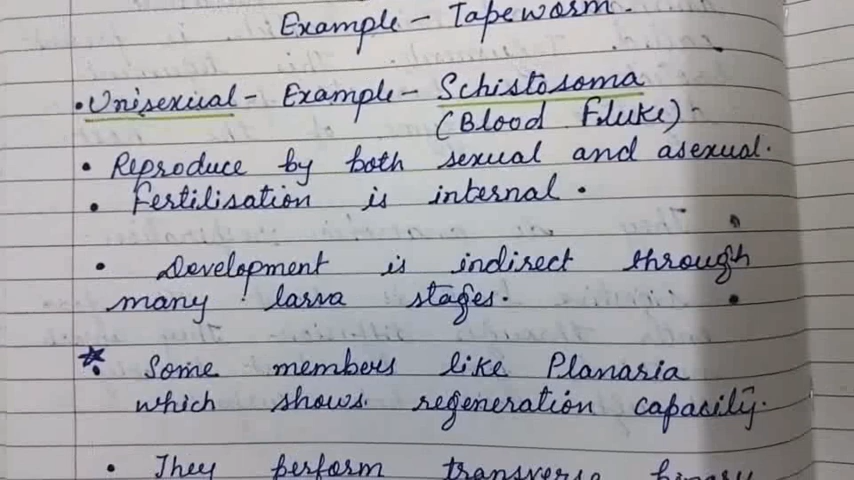 Example - Tapeworm.
• Unisexual - Example - Schistosoma
(Blood Fluke)
• Reproduce by both sexual and asexual.
• Fertilisation is internal.
• Development is indirect through
many larva stages.
* Some members like Planaria
which shows regeneration capacity.
• They perform transverse binary